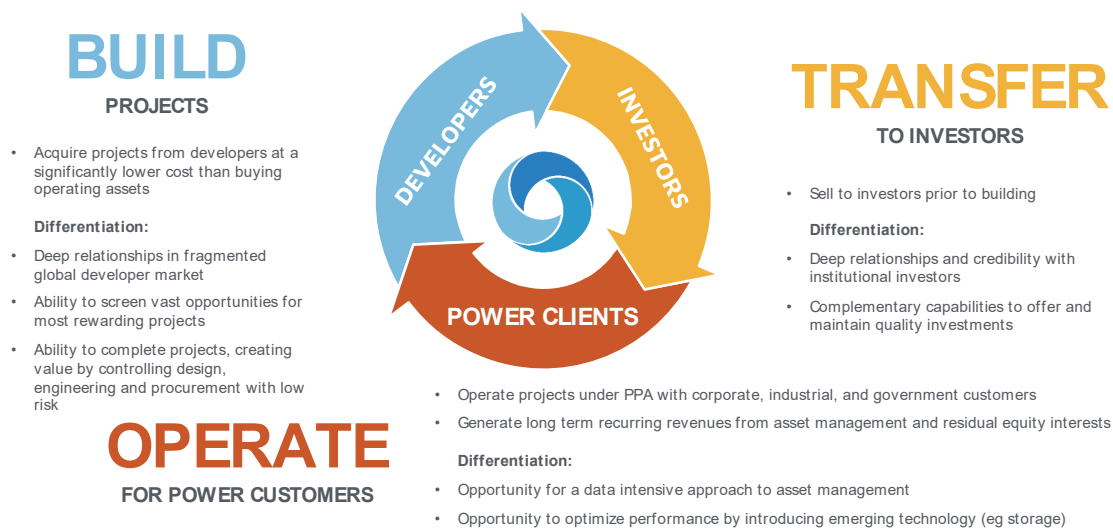 BUILD
PROJECTS
• Acquire projects from developers at a
significantly lower cost than buying
operating assets
Differentiation:
• Deep relationships in fragmented
global developer market
• Ability to screen vast opportunities for
most rewarding projects
• Ability to complete projects, creating
value by controlling design,
engineering and procurement with low
risk
DEVELOPERS
INVESTORS
POWER CLIENTS
TRANSFER
TO INVESTORS
• Sell to investors prior to building
Differentiation:
• Deep relationships and credibility with
institutional investors
• Complementary capabilities to offer and
maintain quality investments
OPERATE
FOR POWER CUSTOMERS
• Operate projects under PPA with corporate, industrial, and government customers
• Generate long term recurring revenues from asset management and residual equity interests
Differentiation:
• Opportunity for a data intensive approach to asset management
• Opportunity to optimize performance by introducing emerging technology (eg storage)